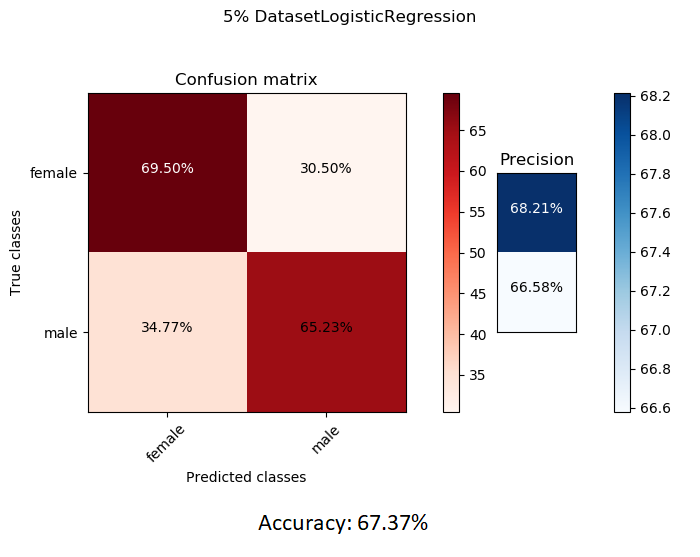 5% DatasetLogisticRegression
Confusion matrix
True classes
female
male
69.50%
30.50%
34.77%
65.23%
female
male
Predicted classes
65
60
55
50
45
40
35
Precision
68.21%
66.58%
68.2
68.0
67.8
67.6
67.4
67.2
67.0
66.8
66.6
Accuracy: 67.37%